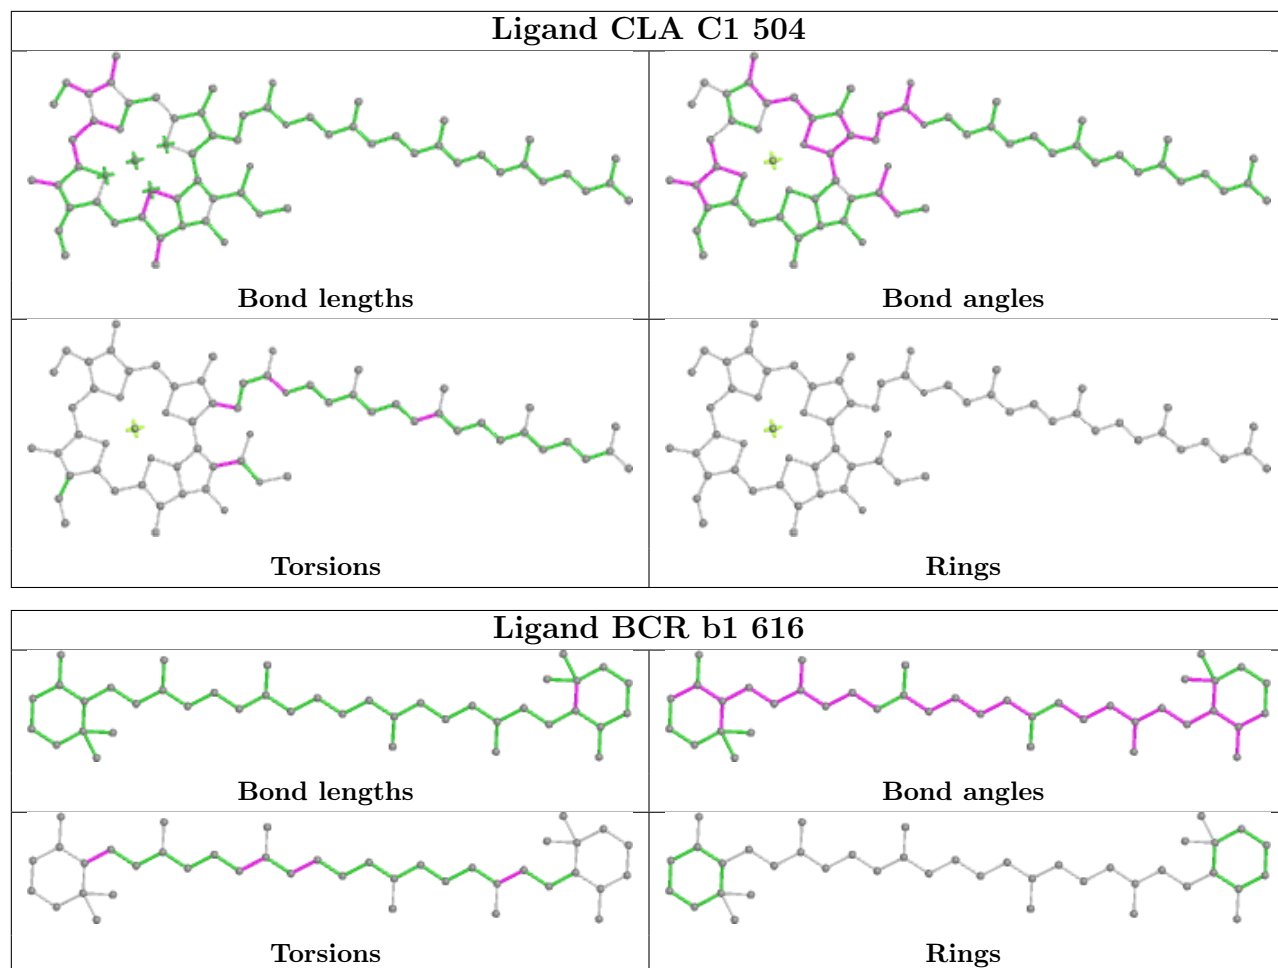 Ligand CLA C1 504
Bond lengths
Bond angles
Torsions
Rings
Ligand BCR b1 616
Bond lengths
Bond angles
Torsions
Rings